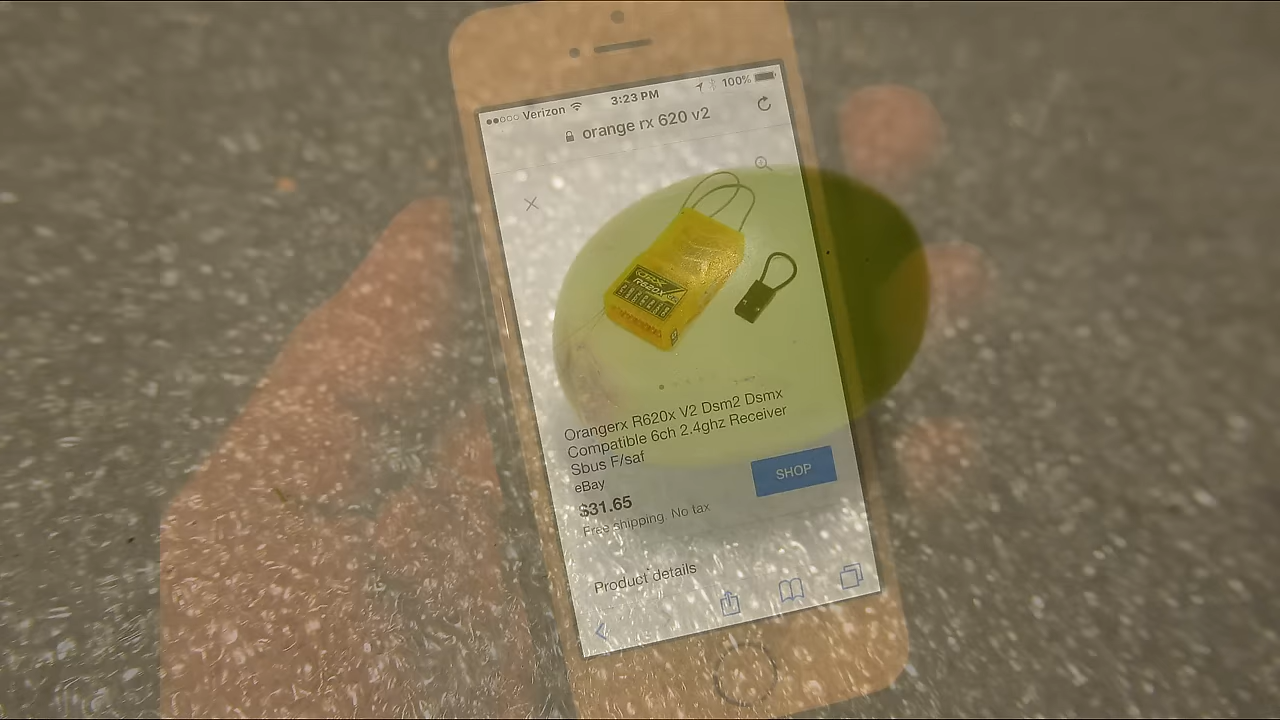 Verizon 3:23 PM 100%
orange rx 620 v2
R620X
Orangerx R620x V2 Dsm2 Dsmx
Compatible 6ch 2.4ghz Receiver
Sbus F/saf
eBay
SHOP
$31.65
Free shipping. No tax
Product details